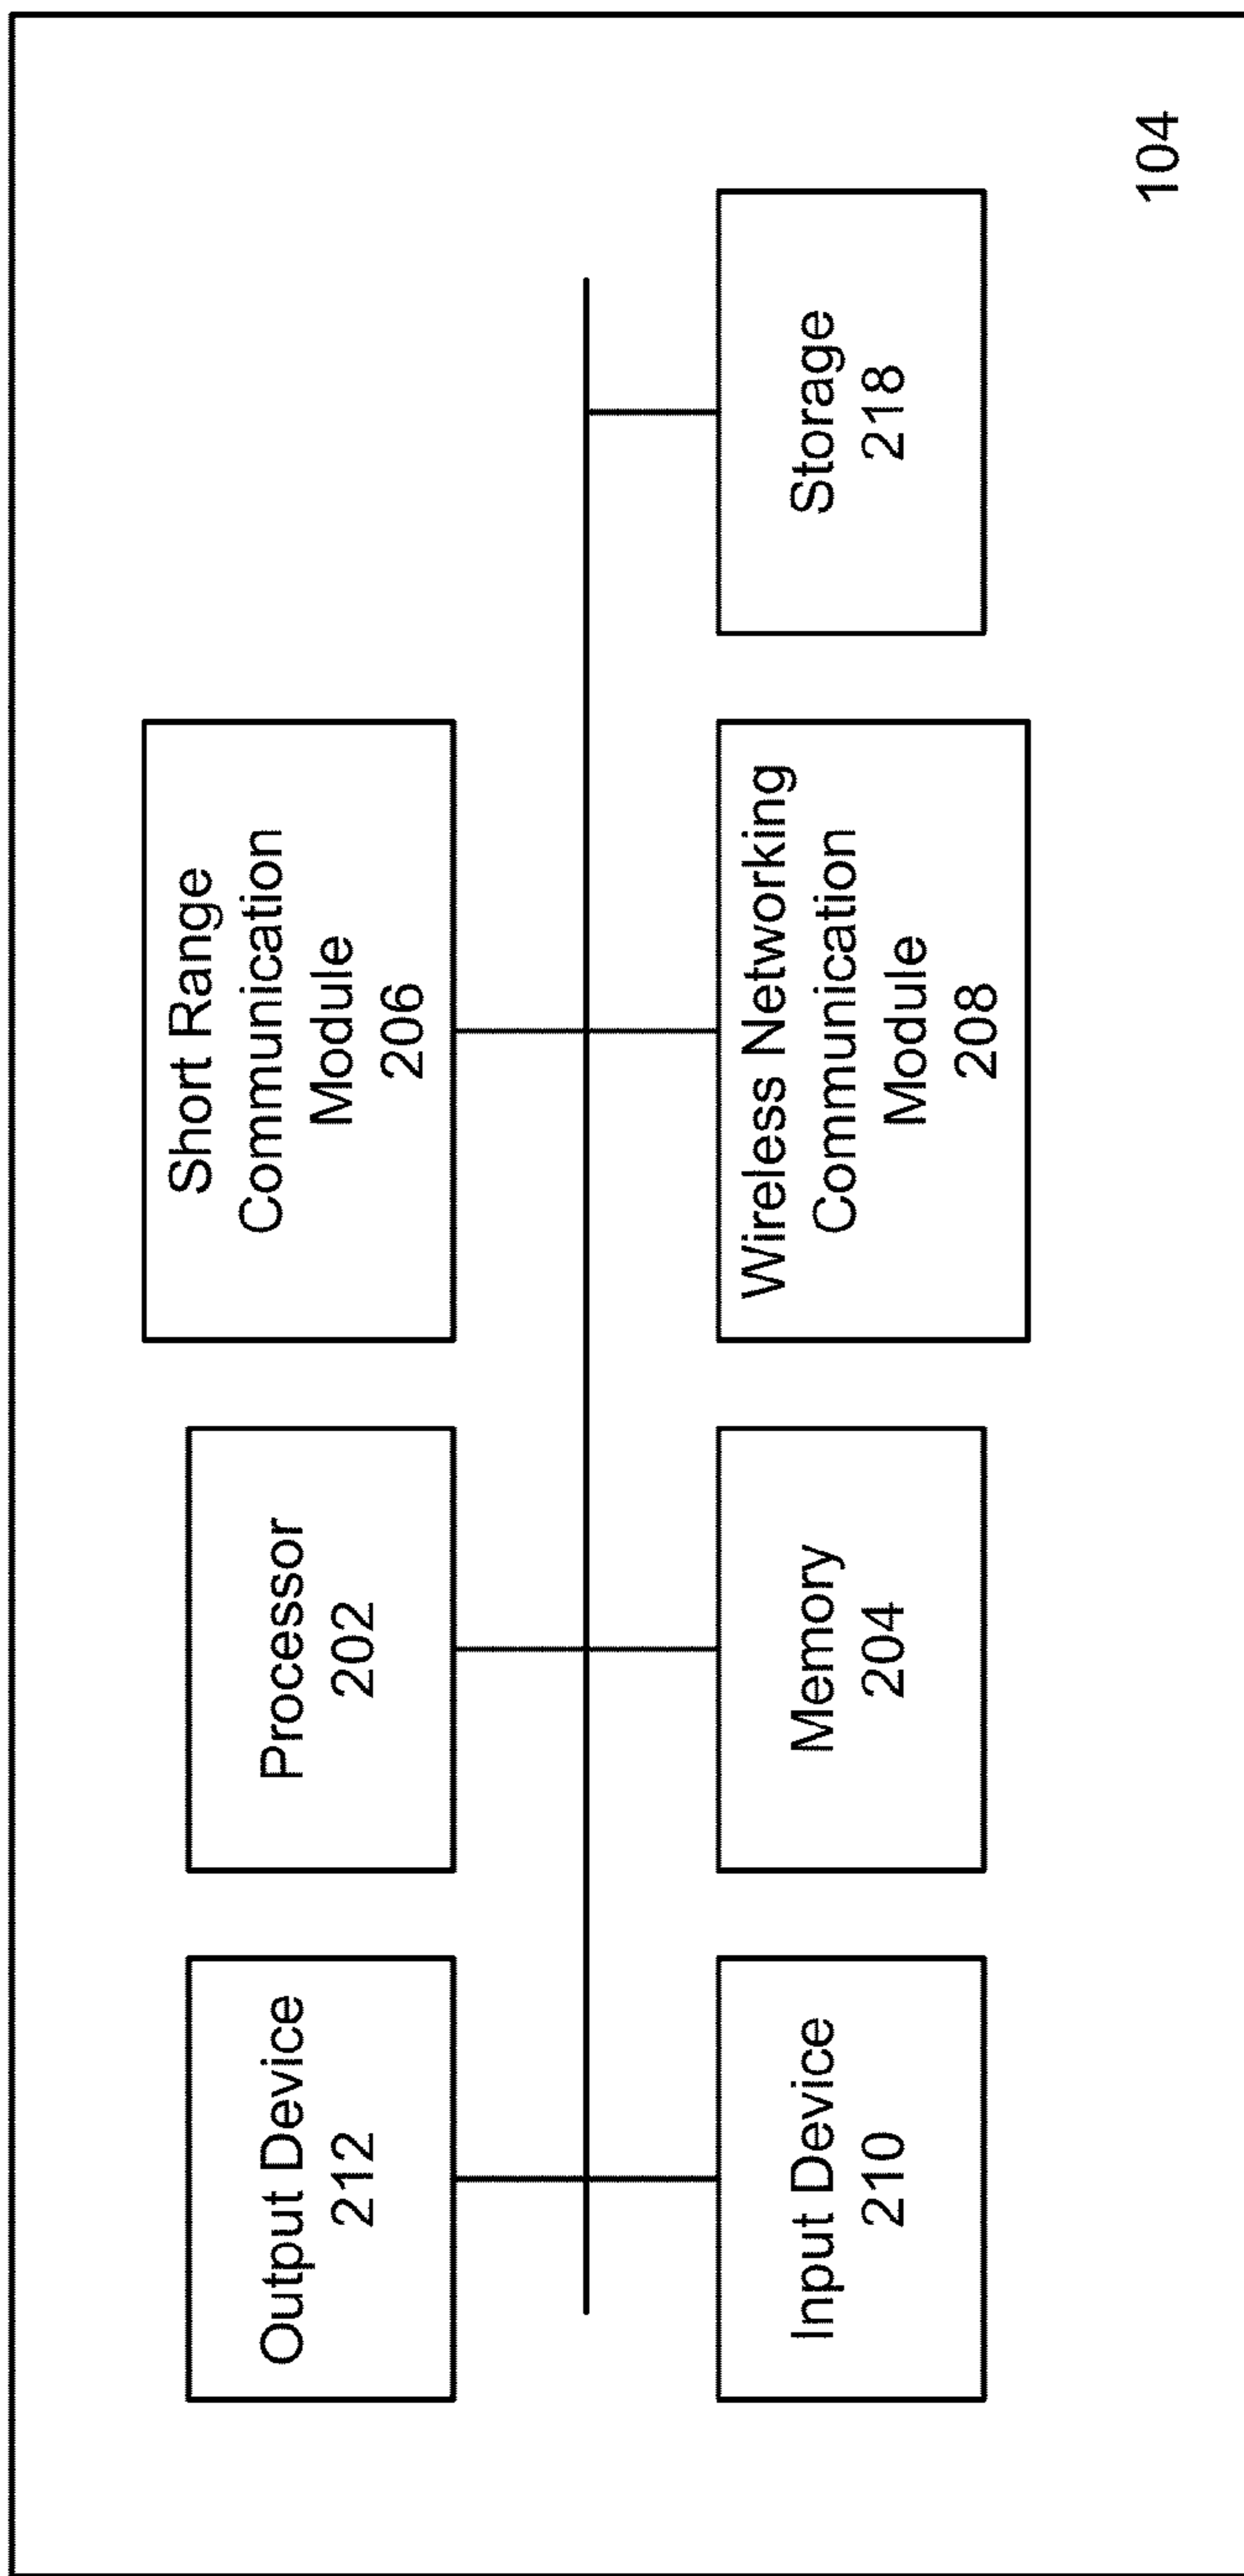 Output Device
212
Processor
202
Short Range
Communication
Module
206
Input Device
210
Memory
204
Wireless Networking
Communication
Module
208
Storage
218
104